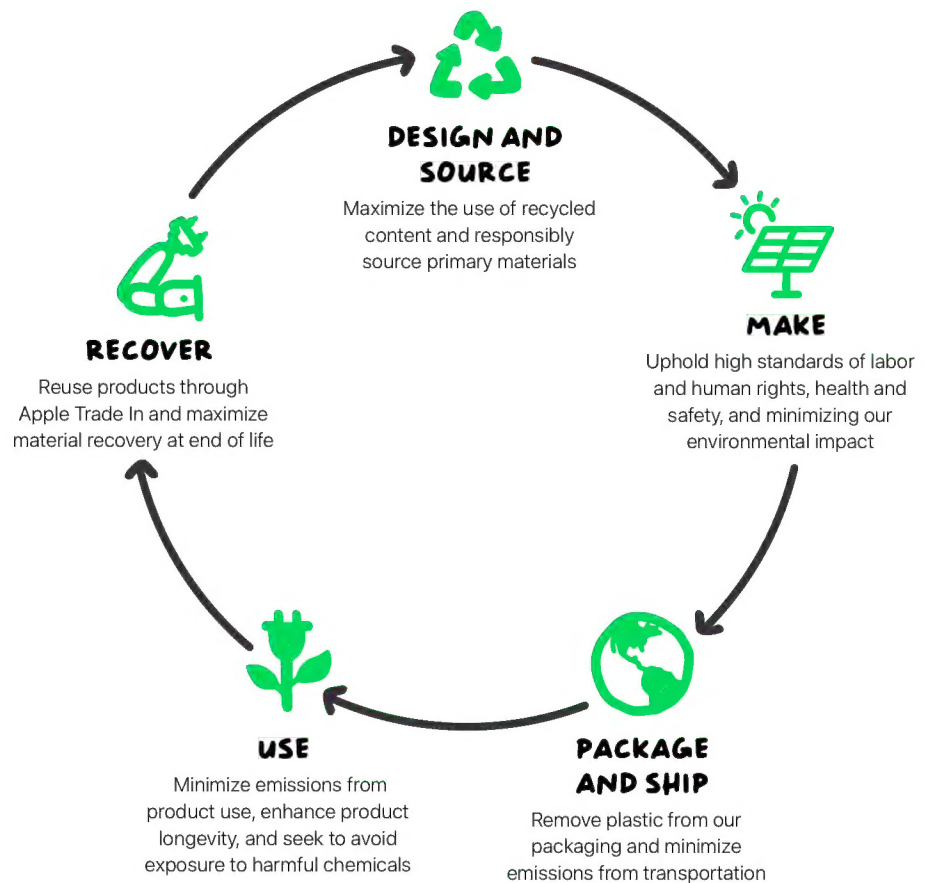 DESIGN AND
SOURCE
Maximize the use of recycled
content and responsibly
source primary materials
MAKE
Uphold high standards of labor
and human rights, health and
safety, and minimizing our
environmental impact
PACKAGE
AND SHIP
Remove plastic from our
packaging and minimize
emissions from transportation
USE
Minimize emissions from
product use, enhance product
longevity, and seek to avoid
exposure to harmful chemicals
RECOVER
Reuse products through
Apple Trade In and maximize
material recovery at end of life